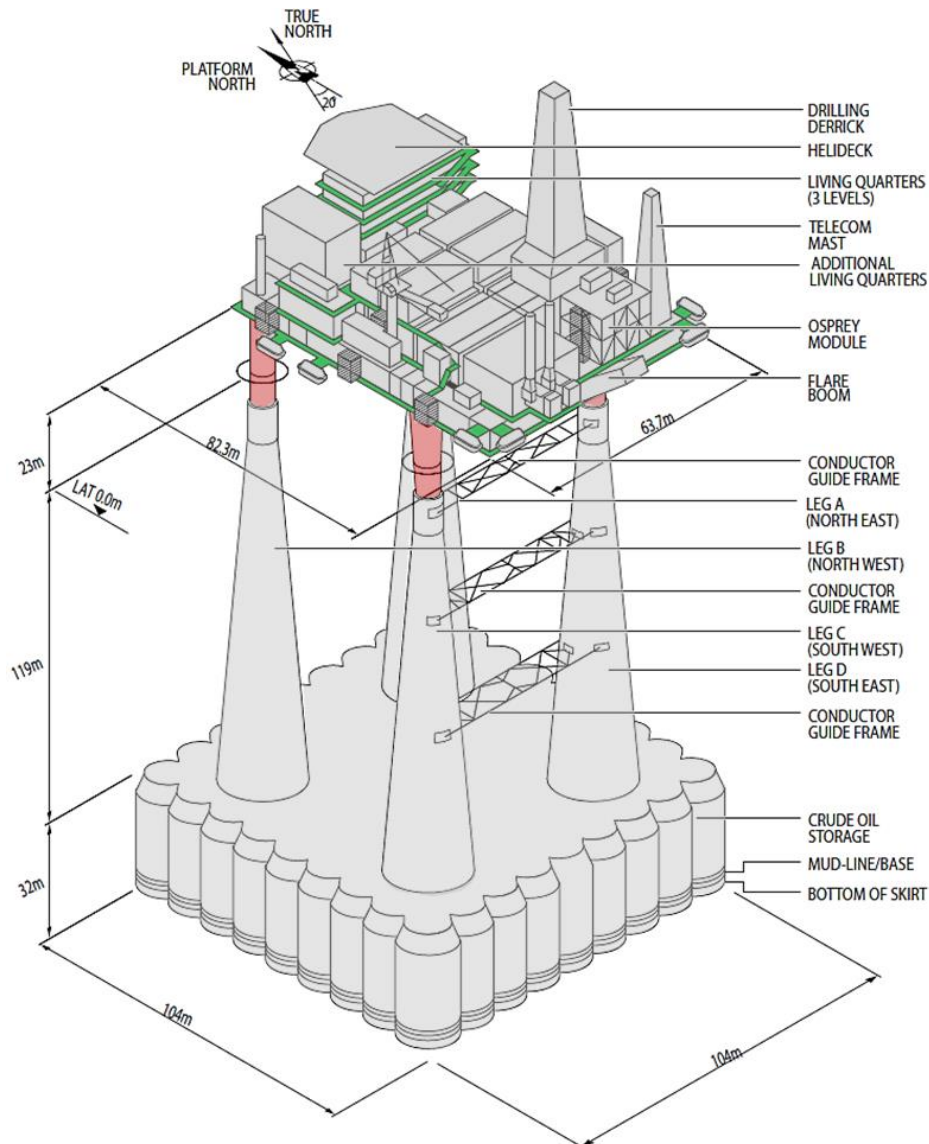 TRUE
NORTH
PLATFORM
NORTH
20
DRILLING
DERRICK
HELIDECK
LIVING QUARTERS
(3 LEVELS)
TELECOM
MAST
ADDITIONAL
LIVING QUARTERS
OSPREY
MODULE
FLARE
BOOM
63.7m
82.3m
23m
LAT 0.0m
CONDUCTOR
GUIDE FRAME
LEG A
(NORTH EAST)
LEG B
(NORTH WEST)
CONDUCTOR
GUIDE FRAME
LEG C
(SOUTH WEST)
LEG D
(SOUTH EAST)
CONDUCTOR
GUIDE FRAME
119m
CRUDE OIL
STORAGE
MUD-LINE/BASE
BOTTOM OF SKIRT
32m
104m
104m